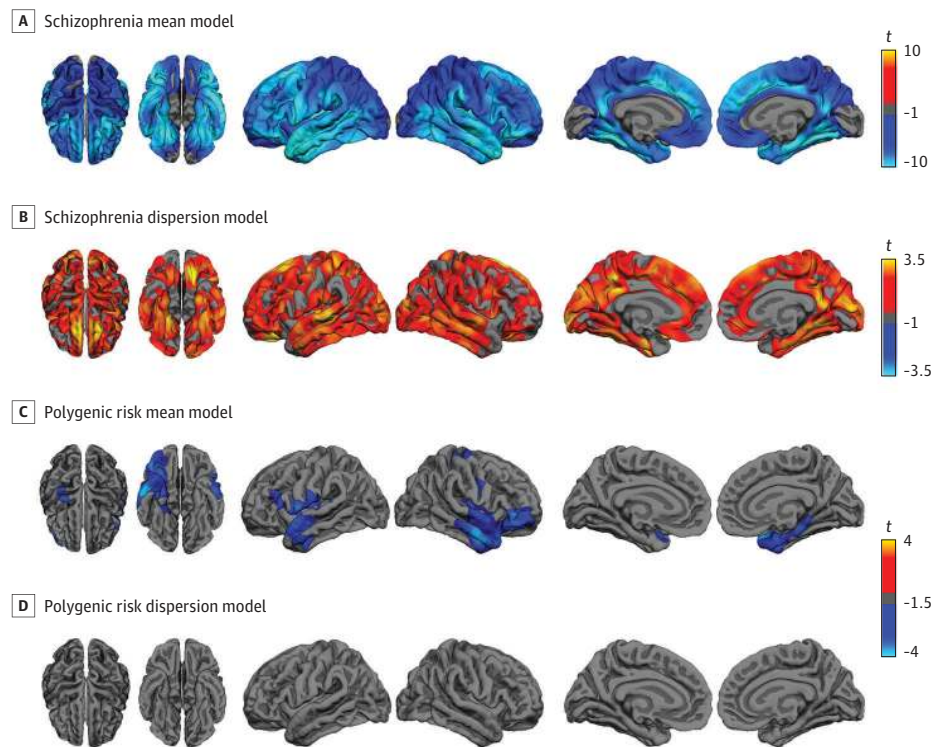 A Schizophrenia mean model
t
10
-1
-10
B Schizophrenia dispersion model
t
3.5
-1
-3.5
C Polygenic risk mean model
t
4
-1.5
-4
D Polygenic risk dispersion model